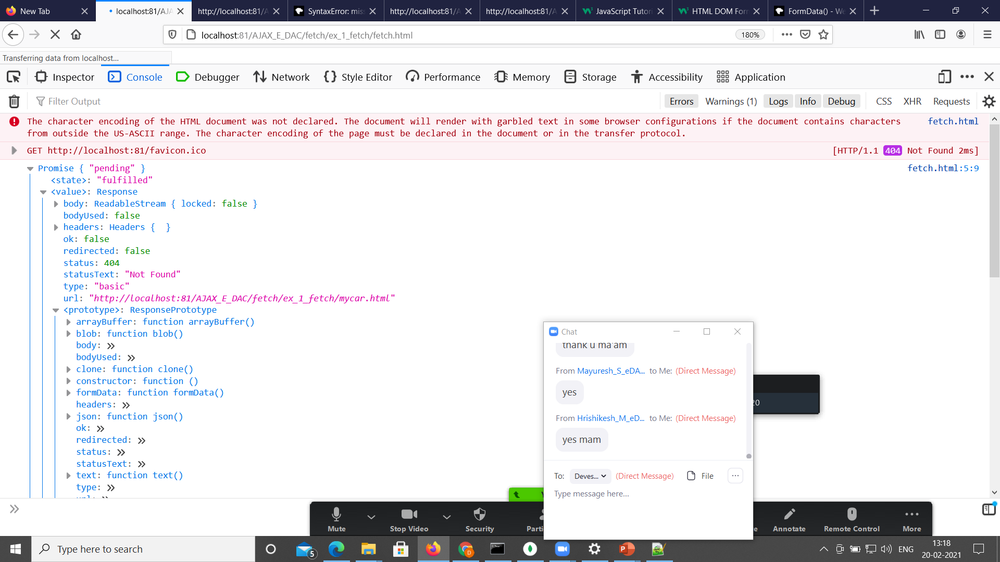 New Tab
localhost:81/AJA
http://localhost:81/A
SyntaxError: miss
http://localhost:81/A
http://localhost:81/A
JavaScript Tutori
HTML DOM Form
FormData() - We
localhost:81/AJAX_E_DAC/fetch/ex_1_fetch/fetch.html
180%
Transferring data from localhost...
Inspector Console Debugger Network Style Editor Performance Memory Storage Accessibility Application
Filter Output
Errors Warnings (1) Logs Info Debug CSS XHR Requests
The character encoding of the HTML document was not declared. The document will render with garbled text in some browser configurations if the document contains characters fetch.html
from outside the US-ASCII range. The character encoding of the page must be declared in the document or in the transfer protocol.
GET http://localhost:81/favicon.ico [HTTP/1.1 404 Not Found 2ms]
Promise { "pending" } fetch.html:5:9
<state>: "fulfilled"
<value>: Response
body: ReadableStream { locked: false }
bodyUsed: false
headers: Headers {  }
ok: false
redirected: false
status: 404
statusText: "Not Found"
type: "basic"
url: "http://localhost:81/AJAX_E_DAC/fetch/ex_1_fetch/mycar.html"
<prototype>: ResponsePrototype
arrayBuffer: function arrayBuffer()
blob: function blob()
body: »
bodyUsed: »
clone: function clone()
constructor: function ()
formData: function formData()
headers: »
json: function json()
ok: »
redirected: »
status: »
statusText: »
text: function text()
type: »
Chat
thank u ma'am
From Mayuresh_S_eDA... to Me: (Direct Message)
yes
From Hrishikesh_M_eD... to Me: (Direct Message)
yes mam
To: Deves... (Direct Message) File
Type message here...
20
Mute
Stop Video
Security
Parti
Annotate
Remote Control
More
Type here to search
5
D
ENG
13:18
20-02-2021